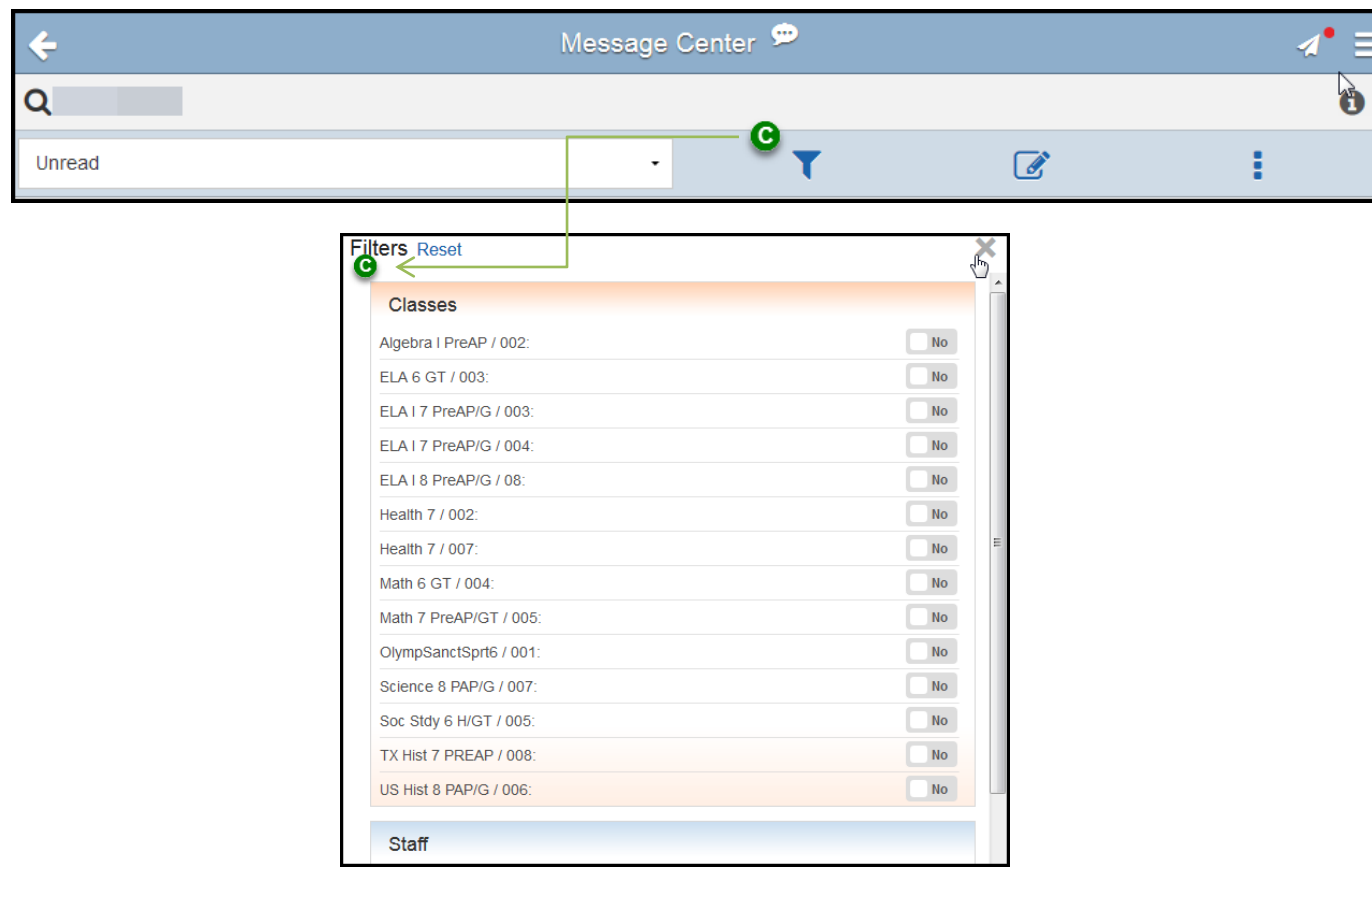 Message Center
Unread
C
Filters Reset
C
Classes
Algebra I PreAP / 002: No
ELA 6 GT / 003: No
ELA I 7 PreAP/G / 003: No
ELA I 7 PreAP/G / 004: No
ELA I 8 PreAP/G / 08: No
Health 7 / 002: No
Health 7 / 007: No
Math 6 GT / 004: No
Math 7 PreAP/GT / 005: No
OlympSanctSprt6 / 001: No
Science 8 PAP/G / 007: No
Soc Stdy 6 H/GT / 005: No
TX Hist 7 PREAP / 008: No
US Hist 8 PAP/G / 006: No
Staff